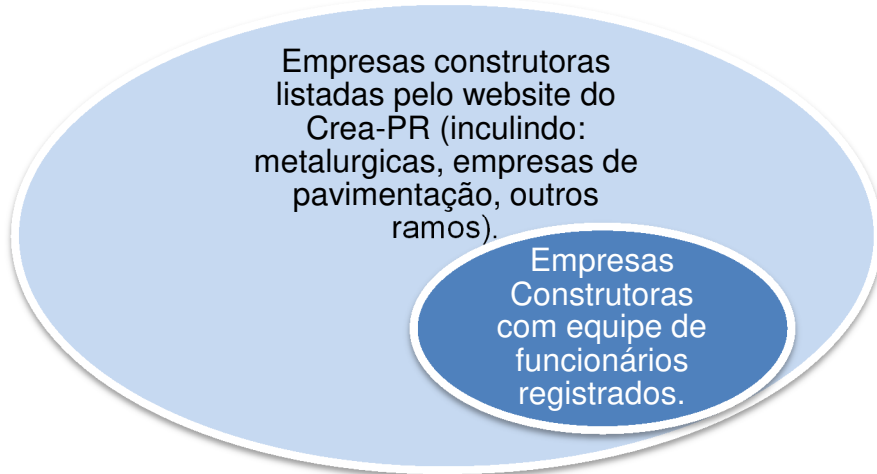 Empresas construtoras
listadas pelo website do
Crea-PR (inculindo:
metalurgicas, empresas de
pavimentação, outros
ramos).
Empresas
Construtoras
com equipe de
funcionários
registrados.